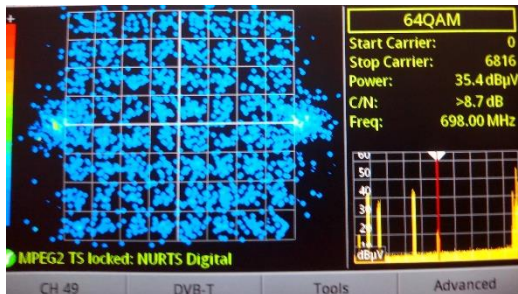 64QAM
Start Carrier: 0
Stop Carrier: 6816
Power: 35.4 dBµV
C/N: >8.7 dB
Freq: 698.00 MHz
60
50
40
30
20
10
dBµV
MPEG2 TS locked: NURTS Digital
CH 49 DVB-T Tools Advanced